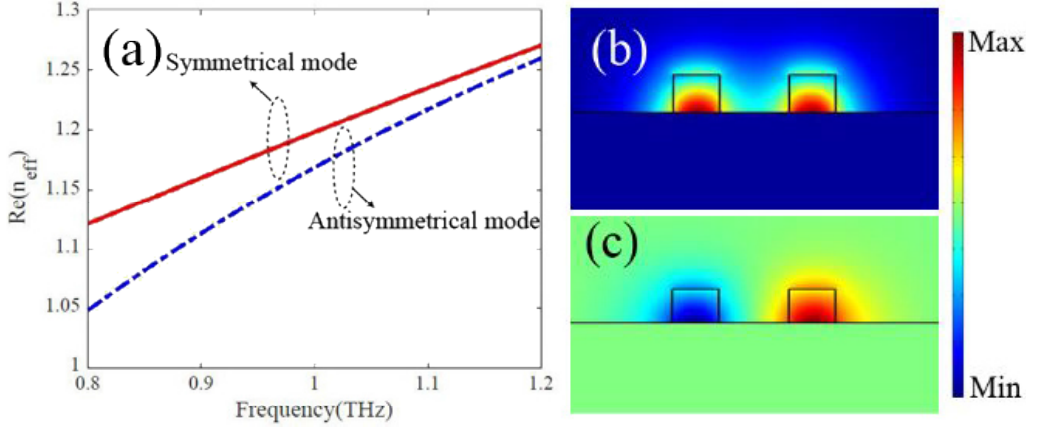 (a)
Symmetrical mode
Antisymmetrical mode
Re(n_eff)
1.3
1.25
1.2
1.15
1.1
1.05
1
0.8
0.9
1
1.1
1.2
Frequency(THz)
(b)
(c)
Max
Min